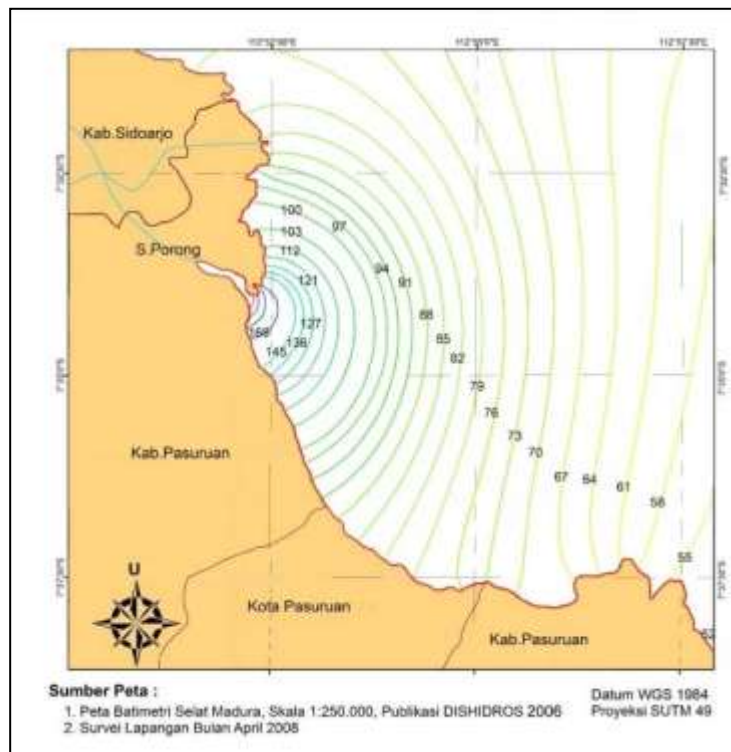 Kab.Sidoarjo
S.Porong
100
97
103
112
94
121
91
88
127
85
136
145
82
79
76
73
70
67
64
61
58
55
Kab.Pasuruan
U
Kota Pasuruan
Kab.Pasuruan
Sumber Peta :
1. Peta Batimetri Selat Madura, Skala 1:250.000, Publikasi DISHIDROS 2006
2. Survei Lapangan Bulan April 2008
Datum WGS 1984
Proyeksi SUTM 49